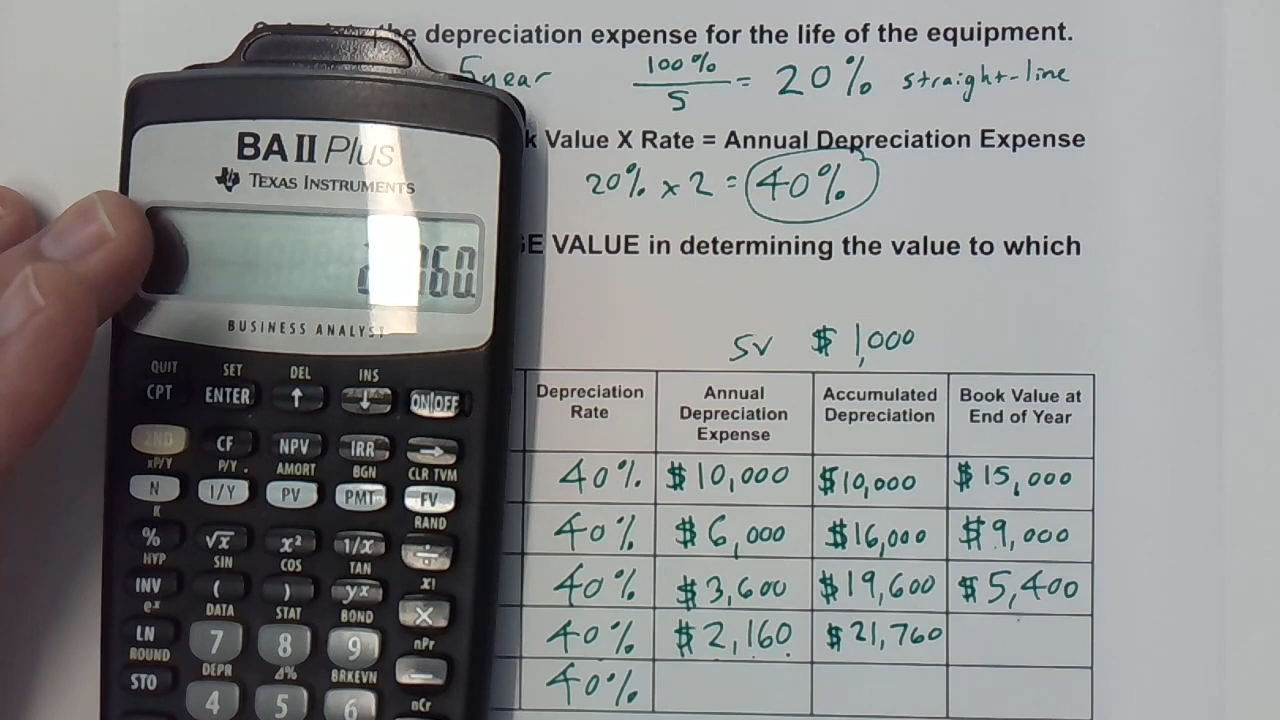 the depreciation expense for the life of the equipment.
5year 100% / 5 = 20% straight-line
Value X Rate = Annual Depreciation Expense
20% x 2 = 40%
VALUE in determining the value to which
SV $ 1,000
Depreciation Rate Annual Depreciation Expense Accumulated Depreciation Book Value at End of Year
40% $10,000 $10,000 $15,000
40% $6,000 $16,000 $9,000
40% $3,600 $19,600 $5,400
40% $2,160 $21,760
40%
BA II Plus
TEXAS INSTRUMENTS
BUSINESS ANALYST
QUIT SET DEL INS
CPT ENTER ↑ ↓ ON/OFF
2ND CF NPV IRR →
xP/Y P/Y AMORT BGN CLR TVM
N I/Y PV PMT FV
K RAND
% √x x² 1/x ÷
HYP SIN COS TAN
INV ( ) yx x!
ex DATA STAT BOND
LN 7 8 9 × nPr
ROUND DEPR Δ% BRKEVN
STO 4 5 6 − nCr